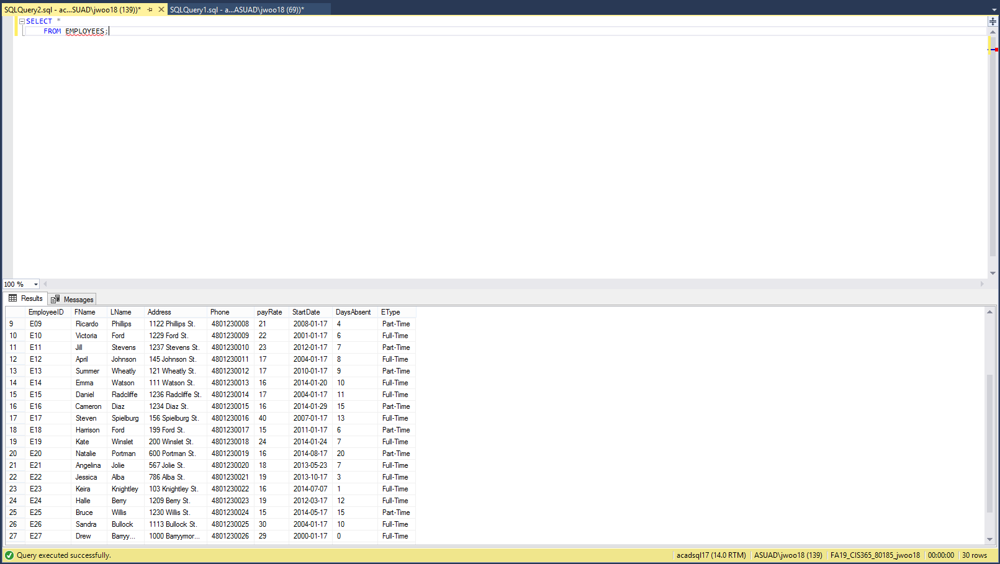 SQLQuery2.sql - ac...SUAD\jwoo18 (139))* SQLQuery1.sql - a...ASUAD\jwoo18 (69))*
SELECT *
FROM EMPLOYEES;
100 %
Results Messages
EmployeeID FName LName Address Phone payRate StartDate DaysAbsent EType
9 E09 Ricardo Phillips 1122 Phillips St. 4801230008 21 2008-01-17 4 Part-Time
10 E10 Victoria Ford 1229 Ford St. 4801230009 22 2001-01-17 6 Full-Time
11 E11 Jill Stevens 1237 Stevens St. 4801230010 23 2012-01-17 7 Part-Time
12 E12 April Johnson 145 Johnson St. 4801230011 17 2004-01-17 8 Full-Time
13 E13 Summer Wheatly 121 Wheatly St. 4801230012 17 2010-01-17 9 Part-Time
14 E14 Emma Watson 111 Watson St. 4801230013 16 2014-01-20 10 Full-Time
15 E15 Daniel Radcliffe 1236 Radcliffe St. 4801230014 17 2004-01-17 11 Full-Time
16 E16 Cameron Diaz 1234 Diaz St. 4801230015 16 2014-01-29 15 Part-Time
17 E17 Steven Spielburg 156 Spielburg St. 4801230016 40 2007-01-17 13 Full-Time
18 E18 Harrison Ford 199 Ford St. 4801230017 15 2011-01-17 6 Part-Time
19 E19 Kate Winslet 200 Winslet St. 4801230018 24 2014-01-24 7 Full-Time
20 E20 Natalie Portman 600 Portman St. 4801230019 16 2014-08-17 20 Part-Time
21 E21 Angelina Jolie 567 Jolie St. 4801230020 18 2013-05-23 7 Full-Time
22 E22 Jessica Alba 786 Alba St. 4801230021 19 2013-10-17 3 Full-Time
23 E23 Keira Knightley 103 Knightley St. 4801230022 16 2014-07-07 1 Full-Time
24 E24 Halle Berry 1209 Berry St. 4801230023 19 2012-03-17 12 Full-Time
25 E25 Bruce Willis 1230 Willis St. 4801230024 15 2014-05-17 15 Part-Time
26 E26 Sandra Bullock 1113 Bullock St. 4801230025 30 2004-01-17 10 Full-Time
27 E27 Drew Barryy... 1000 Barryymor... 4801230026 29 2000-01-17 0 Full-Time
Query executed successfully. acadsql17 (14.0 RTM) ASUAD\jwoo18 (139) FA19_CIS365_80185_jwoo18 00:00:00 30 rows